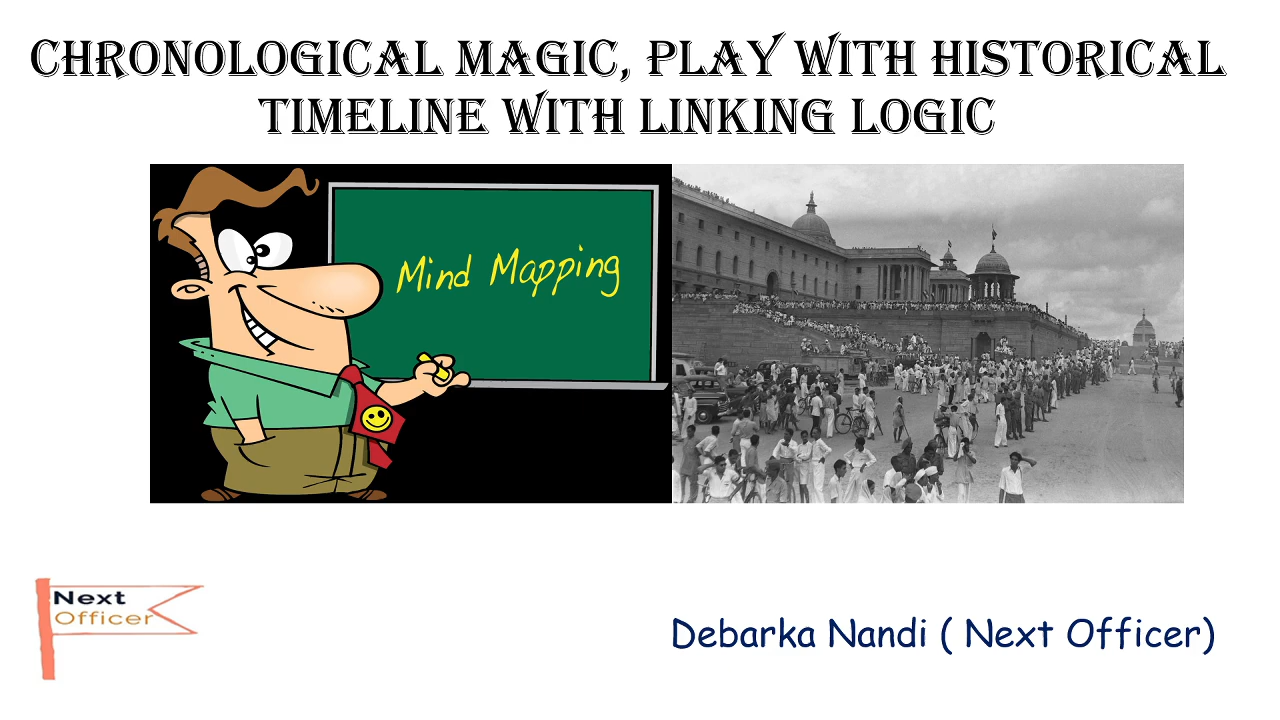 CHRONOLOGICAL MAGIC, PLAY WITH HISTORICAL
TIMELINE WITH LINKING LOGIC
Mind Mapping
Next
Officer
Debarka Nandi ( Next Officer)